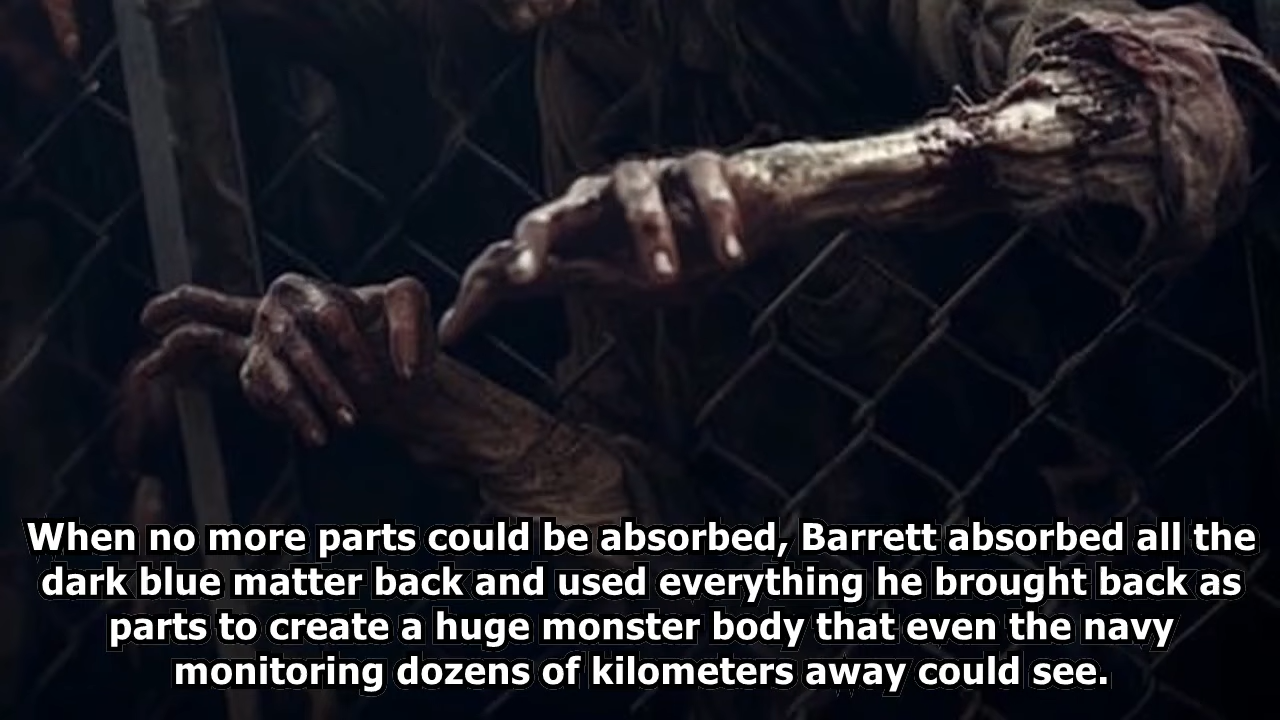 When no more parts could be absorbed, Barrett absorbed all the
dark blue matter back and used everything he brought back as
parts to create a huge monster body that even the navy
monitoring dozens of kilometers away could see.